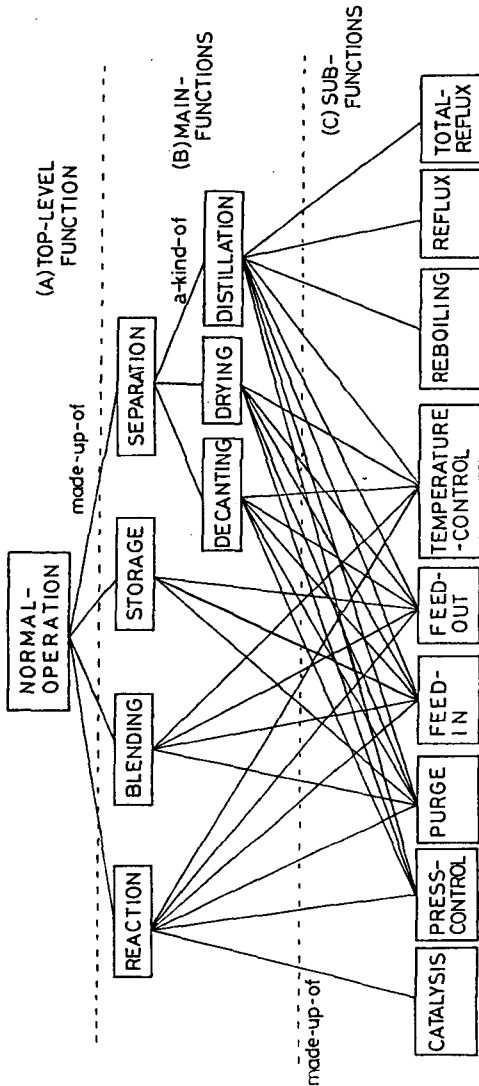 NORMAL-
OPERATION
(A) TOP-LEVEL
FUNCTION
made-up-of
REACTION
BLENDING
STORAGE
SEPARATION
(B) MAIN-
FUNCTIONS
a-kind-of
DECANTING
DRYING
DISTILLATION
made-up-of
(C) SUB-
FUNCTIONS
CATALYSIS
PRESS-
CONTROL
PURGE
FEED-
IN
FEED-
OUT
TEMPERATURE
-CONTROL
REBOILING
REFLUX
TOTAL-
REFLUX